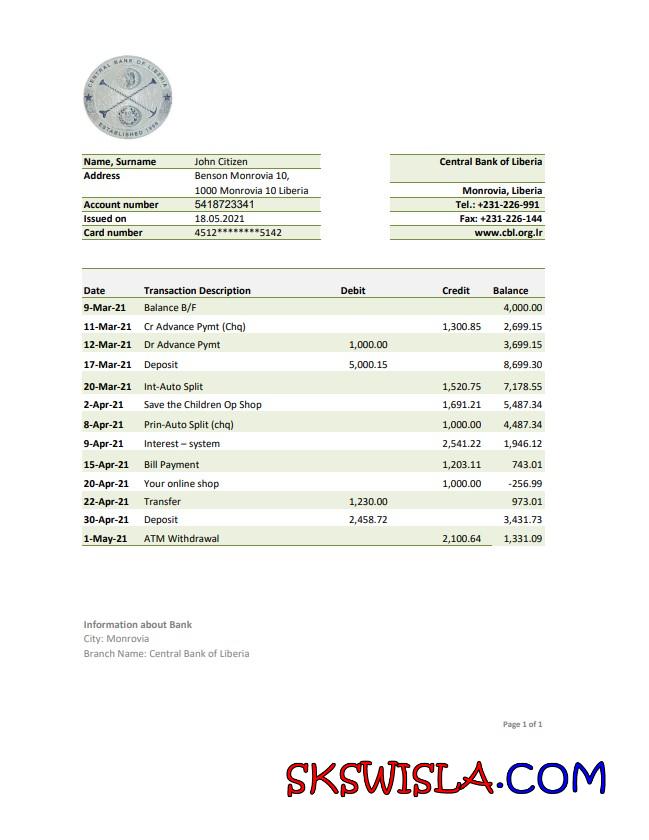 CENTRAL BANK OF LIBERIA
ESTABLISHED 1999
Name, Surname John Citizen
Address Benson Monrovia 10,
1000 Monrovia 10 Liberia
Account number 5418723341
Issued on 18.05.2021
Card number 4512********5142
Central Bank of Liberia
Monrovia, Liberia
Tel.: +231-226-991
Fax: +231-226-144
www.cbl.org.lr
Date Transaction Description Debit Credit Balance
9-Mar-21 Balance B/F 4,000.00
11-Mar-21 Cr Advance Pymt (Chq) 1,300.85 2,699.15
12-Mar-21 Dr Advance Pymt 1,000.00 3,699.15
17-Mar-21 Deposit 5,000.15 8,699.30
20-Mar-21 Int-Auto Split 1,520.75 7,178.55
2-Apr-21 Save the Children Op Shop 1,691.21 5,487.34
8-Apr-21 Prin-Auto Split (chq) 1,000.00 4,487.34
9-Apr-21 Interest – system 2,541.22 1,946.12
15-Apr-21 Bill Payment 1,203.11 743.01
20-Apr-21 Your online shop 1,000.00 -256.99
22-Apr-21 Transfer 1,230.00 973.01
30-Apr-21 Deposit 2,458.72 3,431.73
1-May-21 ATM Withdrawal 2,100.64 1,331.09
Information about Bank
City: Monrovia
Branch Name: Central Bank of Liberia
Page 1 of 1
SKSWISLA.COM